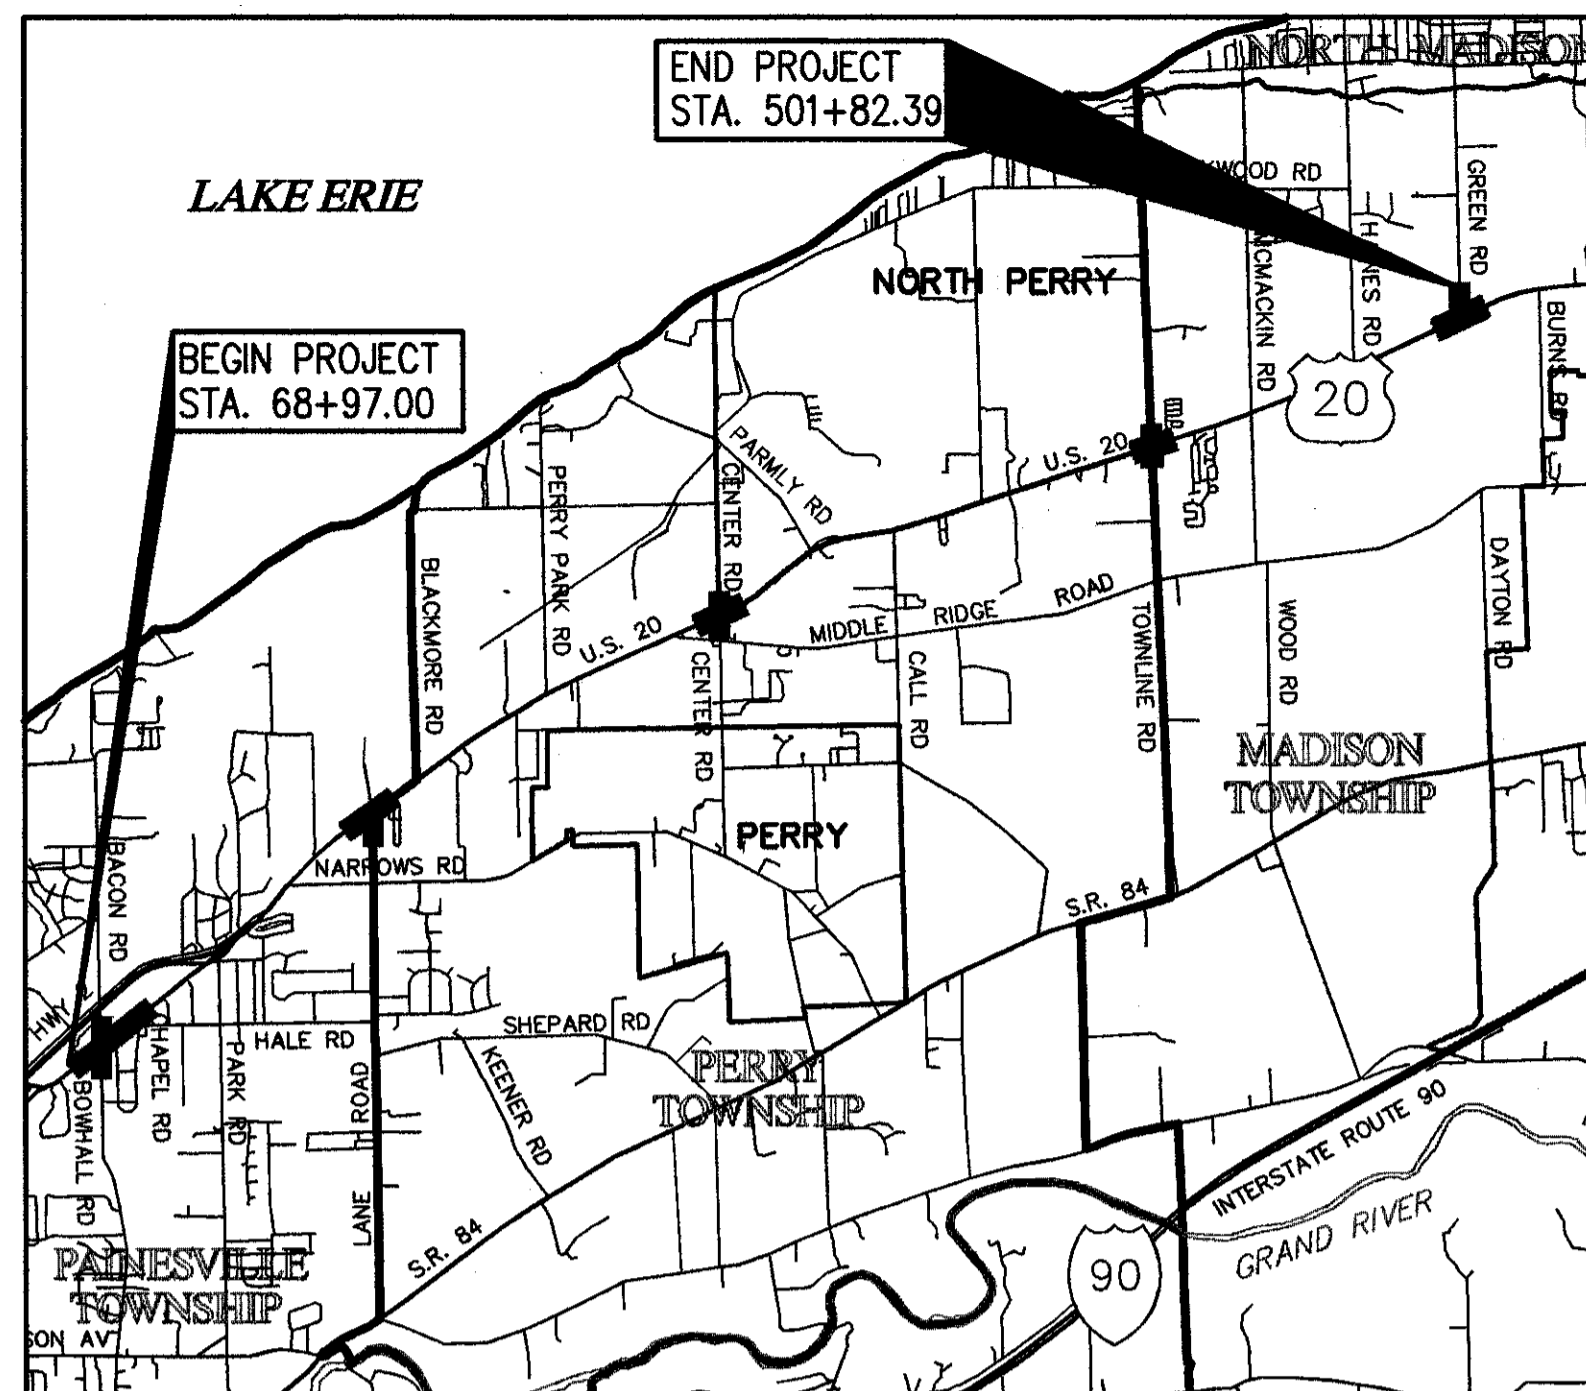 NORTH MADISON
END PROJECT
STA. 501+82.39
WOOD RD
GREEN RD
LAKE ERIE
NORTH PERRY
MCMACKIN RD
BURNS RD
BEGIN PROJECT
STA. 68+97.00
20
PARMLY RD
U.S. 20
CENTER RD
PERRY PARK RD
BLACKMORE RD
DAYTON RD
MIDDLE RIDGE ROAD
U.S. 20
TOWNLINE RD
WOOD RD
CENTER RD
CALL RD
MADISON
TOWNSHIP
PERRY
BACON RD
NARROWS RD
S.R. 84
HWY
CHAPEL RD
HALE RD
PARK RD
SHEPARD RD
KEENER RD
PERRY
TOWNSHIP
LANE ROAD
BOWHALL RD
INTERSTATE ROUTE 90
GRAND RIVER
S.R. 84
90
PAINESVILLE
TOWNSHIP
SON AV